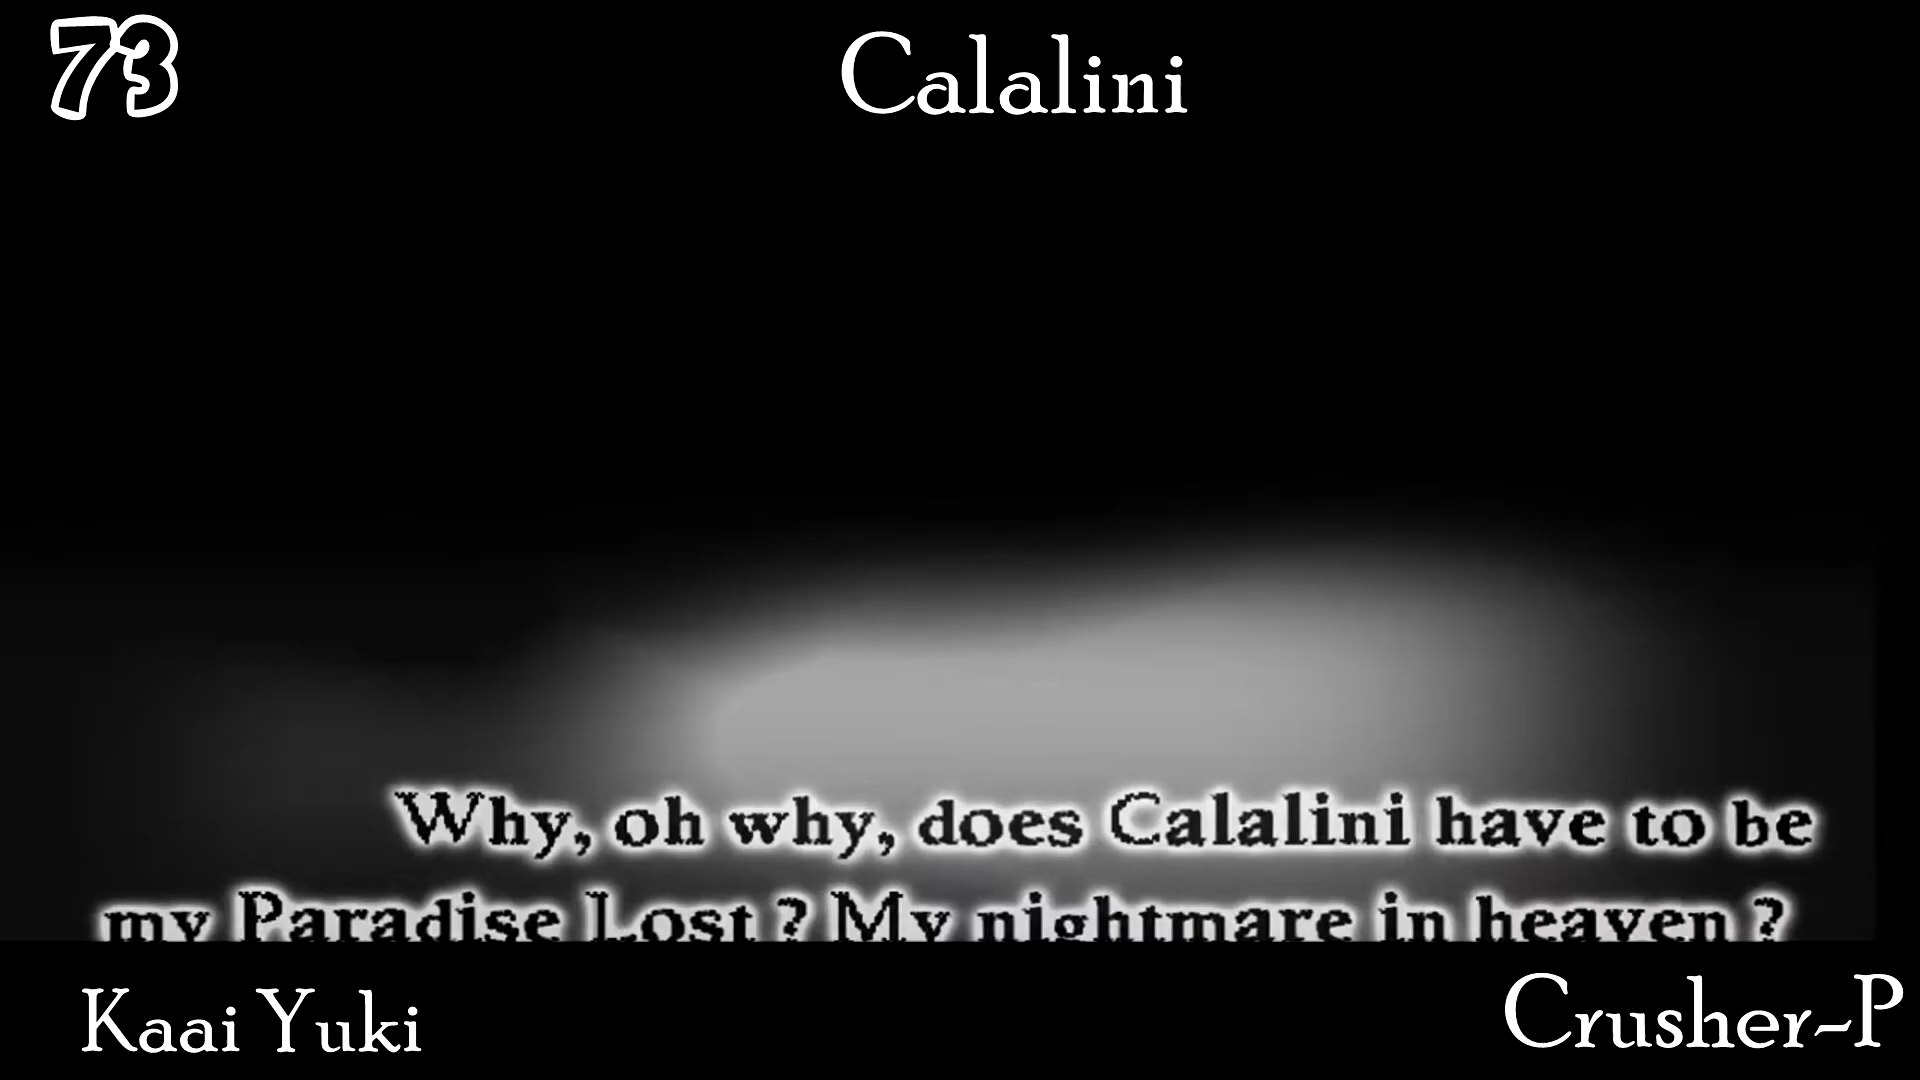 73
Calalini
Why, oh why, does Calalini have to be
my Paradise Lost ? My nightmare in heaven ?
Kaai Yuki
Crusher-P